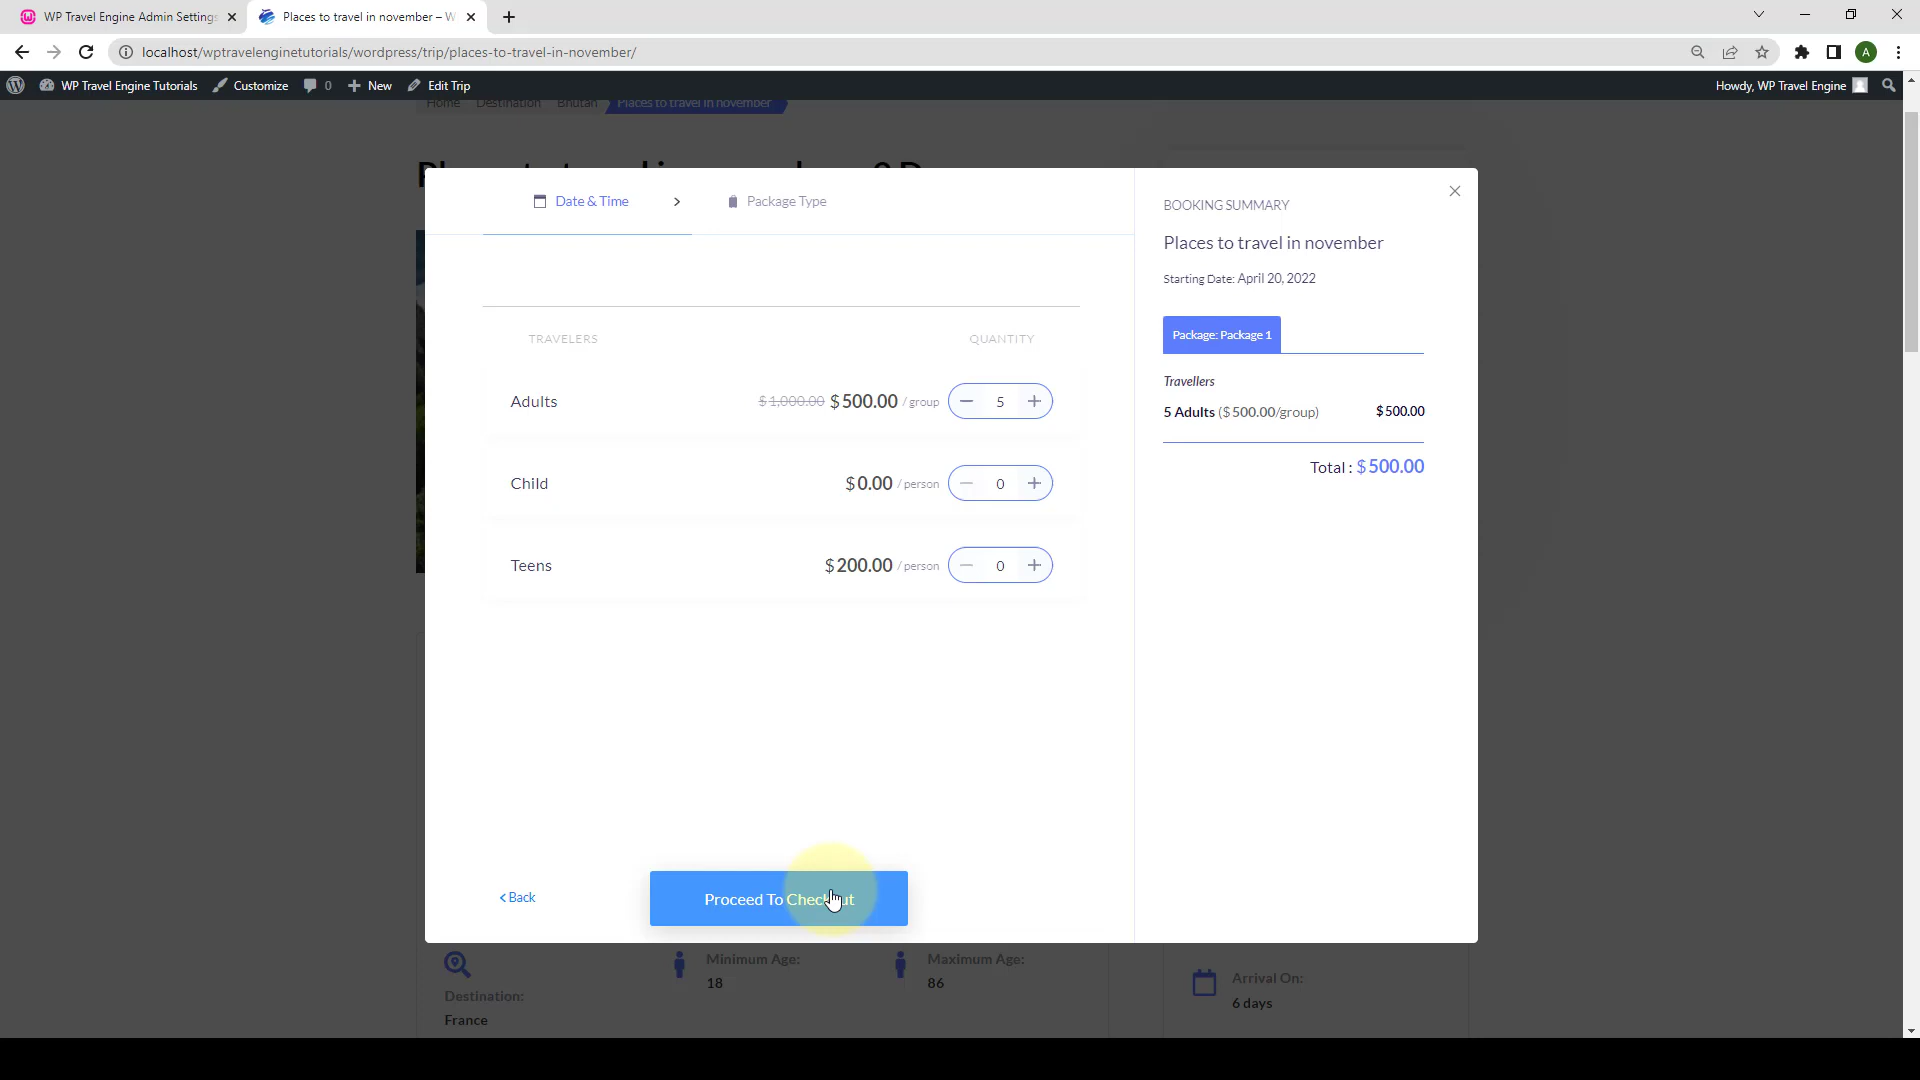 WP Travel Engine Admin Settings
Places to travel in november – W
localhost/wptravelenginetutorials/wordpress/trip/places-to-travel-in-november/
A
WP Travel Engine Tutorials
Customize
0
New
Edit Trip
Howdy, WP Travel Engine
Home
Destination
Bhutan
Places to travel in november
Date & Time
Package Type
TRAVELERS
QUANTITY
Adults
$1,000.00 $500.00 / group
5
Child
$0.00 / person
0
Teens
$200.00 / person
0
Back
Proceed To Checkout
BOOKING SUMMARY
Places to travel in november
Starting Date: April 20, 2022
Package: Package 1
Travellers
5 Adults ($500.00/group) $500.00
Total : $500.00
Destination:
France
Minimum Age:
18
Maximum Age:
86
Arrival On:
6 days